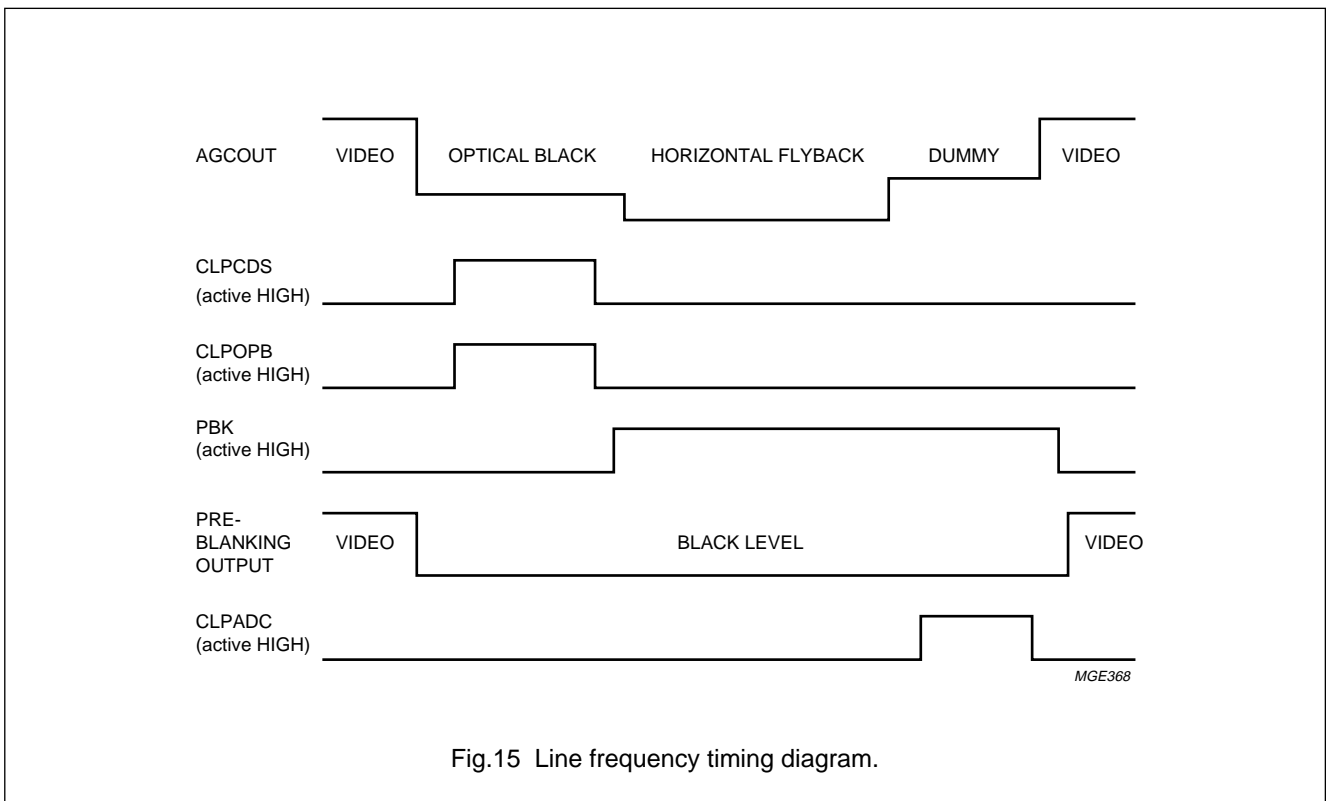 AGCOUT VIDEO OPTICAL BLACK HORIZONTAL FLYBACK DUMMY VIDEO
CLPCDS
(active HIGH)
CLPOPB
(active HIGH)
PBK
(active HIGH)
PRE-
BLANKING VIDEO BLACK LEVEL VIDEO
OUTPUT
CLPADC
(active HIGH)
MGE368
Fig.15 Line frequency timing diagram.